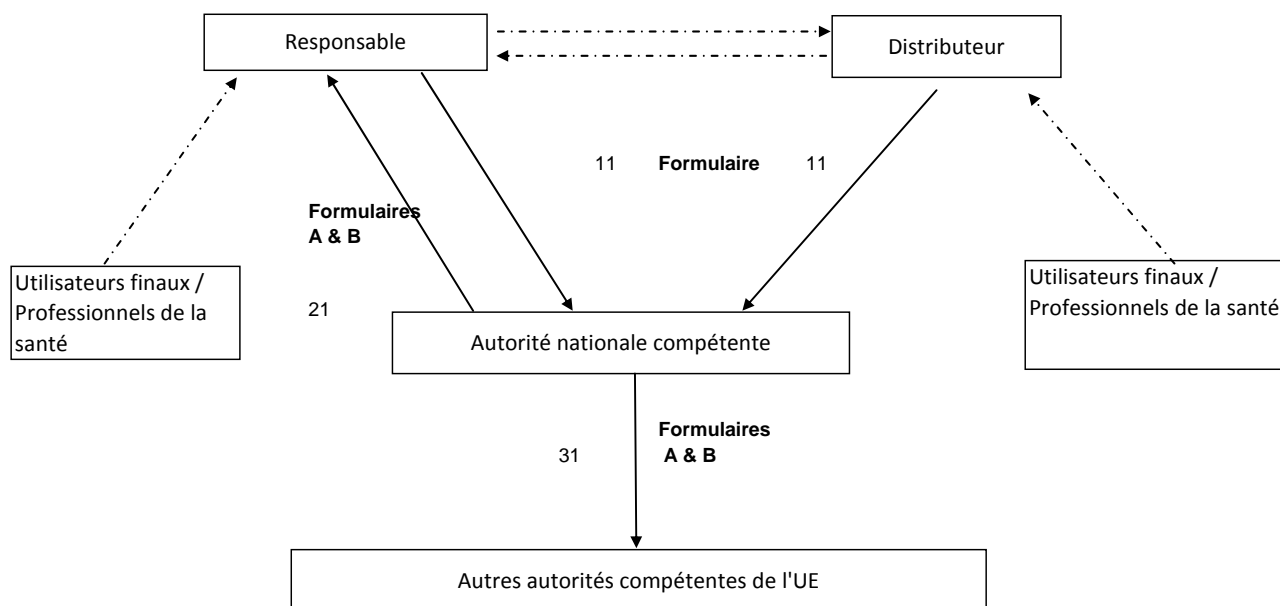 Responsable
Distributeur
11 Formulaire 11
Formulaires
A & B
Utilisateurs finaux /
Professionnels de la
santé
Utilisateurs finaux /
Professionnels de la santé
21
Autorité nationale compétente
Formulaires
A & B
31
Autres autorités compétentes de l'UE